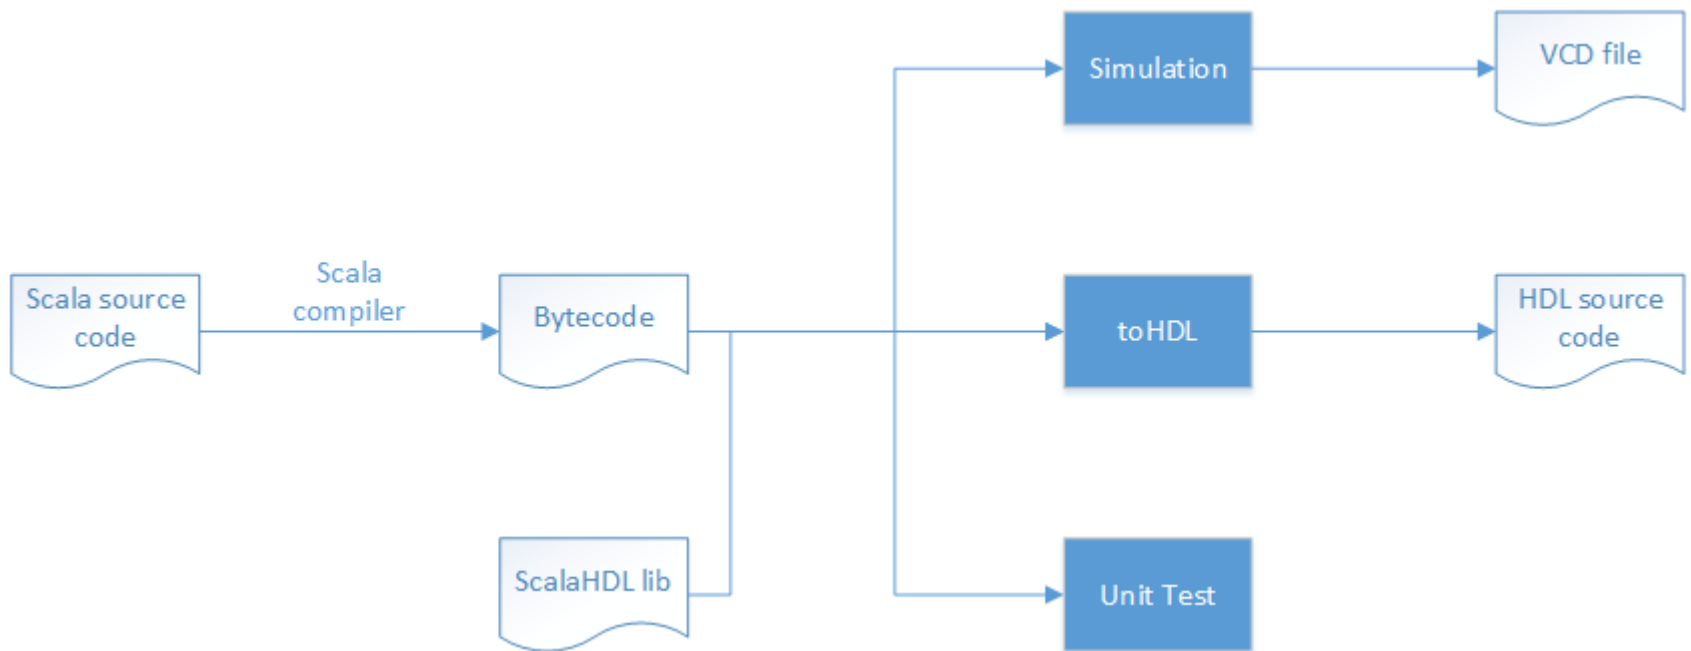 Simulation
VCD file
Scala source
code
Scala
compiler
Bytecode
toHDL
HDL source
code
ScalaHDL lib
Unit Test